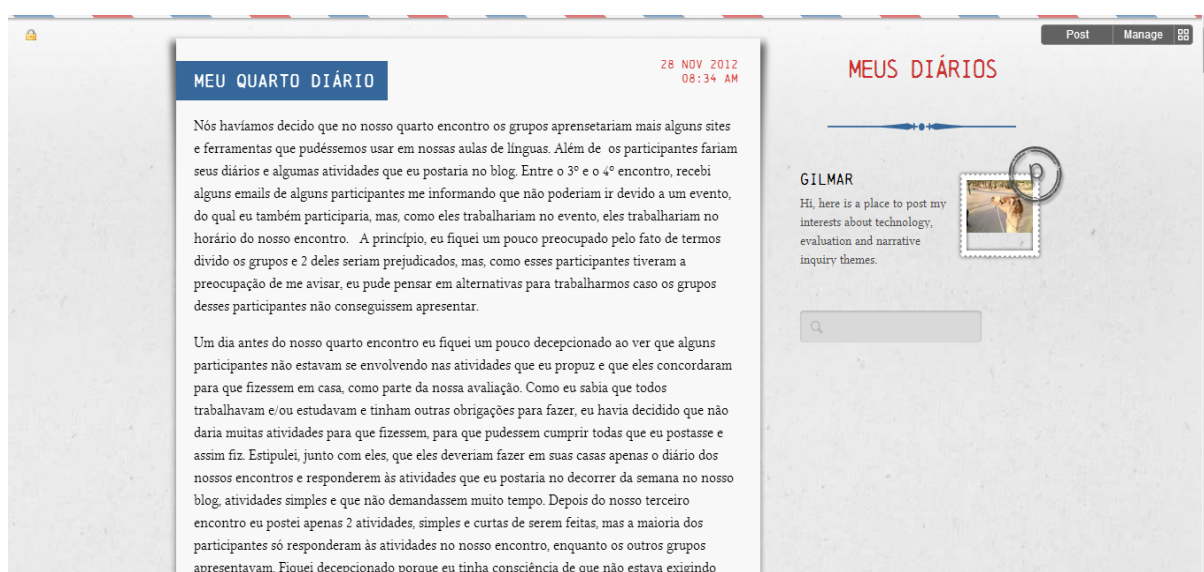 Post Manage
MEU QUARTO DIÁRIO
28 NOV 2012
08:34 AM
Nós havíamos decido que no nosso quarto encontro os grupos aprensetariam mais alguns sites
e ferramentas que pudéssemos usar em nossas aulas de línguas. Além de os participantes fariam
seus diários e algumas atividades que eu postaria no blog. Entre o 3º e o 4º encontro, recebi
alguns emails de alguns participantes me informando que não poderiam ir devido a um evento,
do qual eu também participaria, mas, como eles trabalhariam no evento, eles trabalhariam no
horário do nosso encontro. A princípio, eu fiquei um pouco preocupado pelo fato de termos
divido os grupos e 2 deles seriam prejudicados, mas, como esses participantes tiveram a
preocupação de me avisar, eu pude pensar em alternativas para trabalharmos caso os grupos
desses participantes não conseguissem apresentar.
Um dia antes do nosso quarto encontro eu fiquei um pouco decepcionado ao ver que alguns
participantes não estavam se envolvendo nas atividades que eu propuz e que eles concordaram
para que fizessem em casa, como parte da nossa avaliação. Como eu sabia que todos
trabalhavam e/ou estudavam e tinham outras obrigações para fazer, eu havia decidido que não
daria muitas atividades para que fizessem, para que pudessem cumprir todas que eu postasse e
assim fiz. Estipulei, junto com eles, que eles deveriam fazer em suas casas apenas o diário dos
nossos encontros e responderem às atividades que eu postaria no decorrer da semana no nosso
blog, atividades simples e que não demandassem muito tempo. Depois do nosso terceiro
encontro eu postei apenas 2 atividades, simples e curtas de serem feitas, mas a maioria dos
participantes só responderam às atividades no nosso encontro, enquanto os outros grupos
apresentavam. Fiquei decepcionado porque eu tinha consciência de que não estava exigindo
MEUS DIÁRIOS
GILMAR
Hi, here is a place to post my
interests about technology,
evaluation and narrative
inquiry themes.